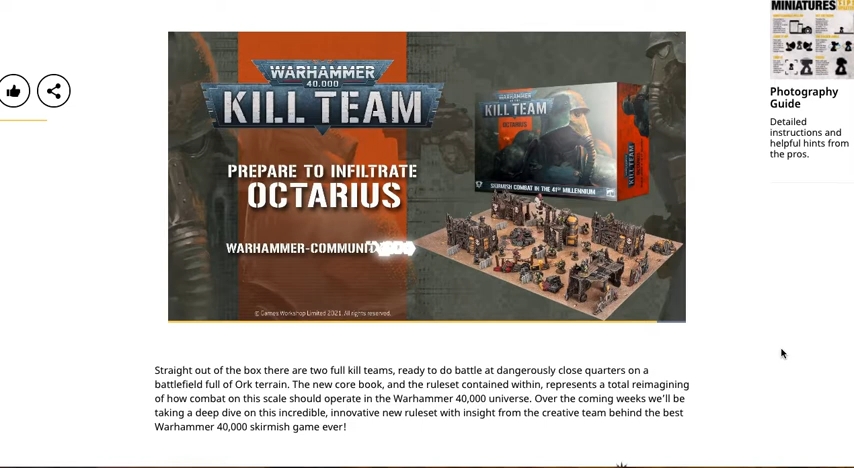 WARHAMMER
40,000
KILL TEAM
PREPARE TO INFILTRATE
OCTARIUS
© Games Workshop Limited 2021. All rights reserved.
WARHAMMER
KILL TEAM
OCTARIUS
SKIRMISH COMBAT IN THE 41ST MILLENNIUM
KILL TEAM
Straight out of the box there are two full kill teams, ready to do battle at dangerously close quarters on a
battlefield full of Ork terrain. The new core book, and the ruleset contained within, represents a total reimagining
of how combat on this scale should operate in the Warhammer 40,000 universe. Over the coming weeks we’ll be
taking a deep dive on this incredible, innovative new ruleset with insight from the creative team behind the best
Warhammer 40,000 skirmish game ever!
MINIATURES
Photography
Guide
Detailed
instructions and
helpful hints from
the pros.